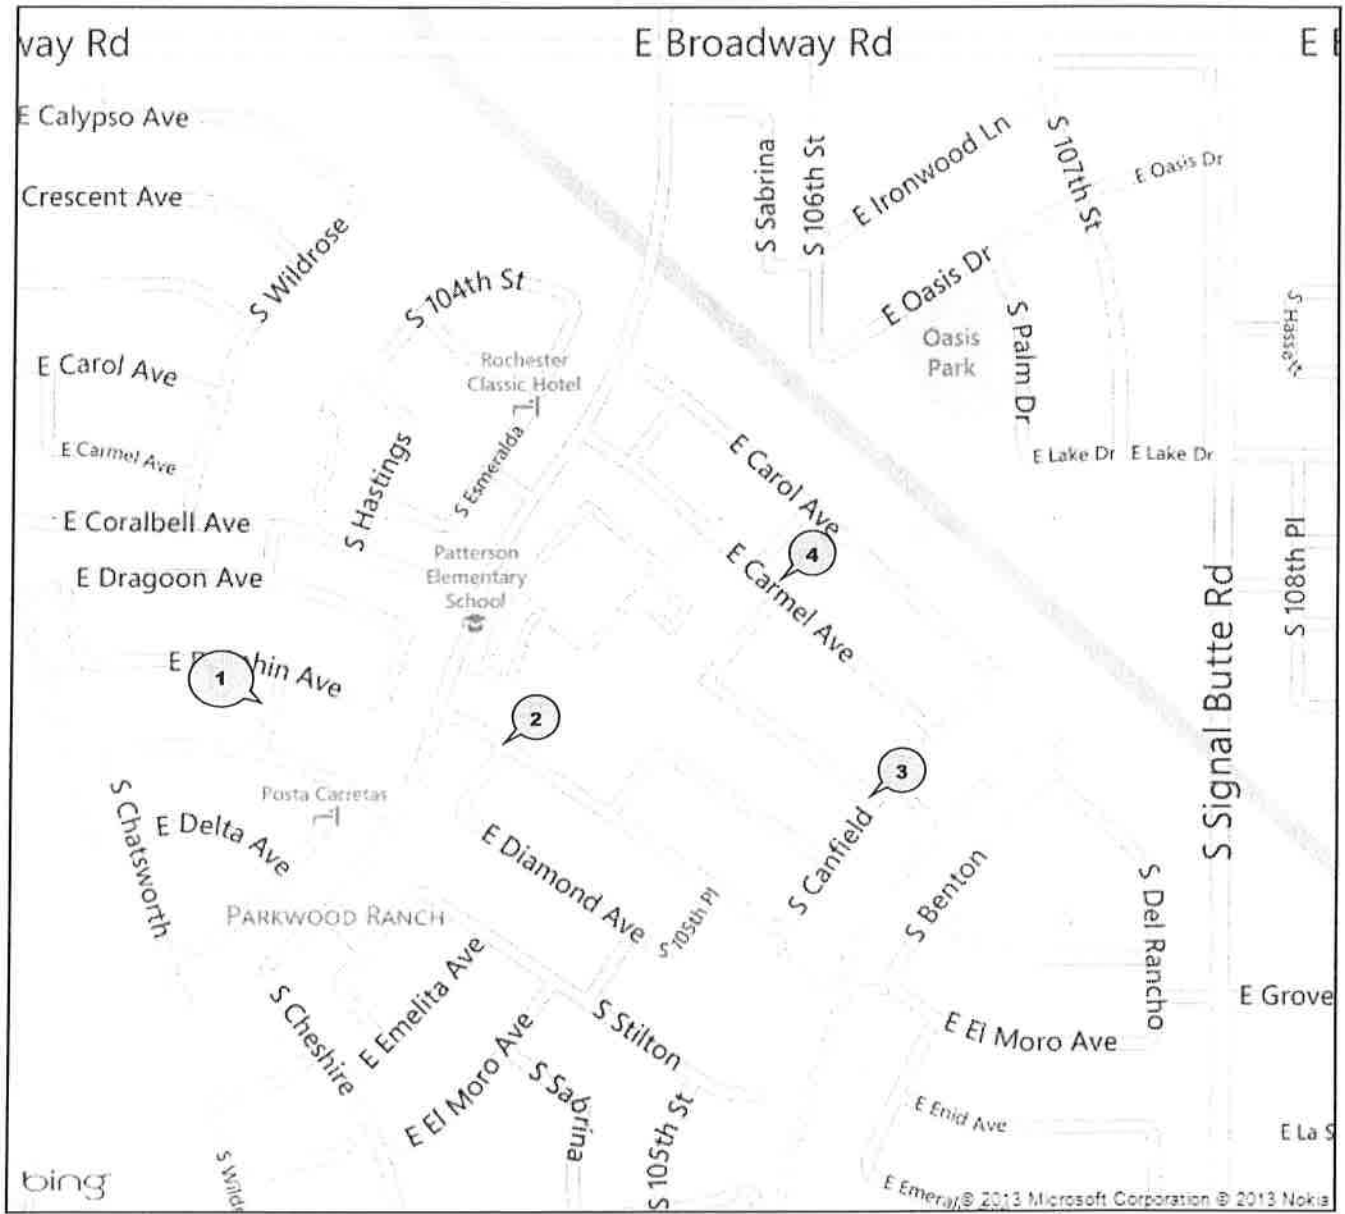 way Rd
E Broadway Rd
E Calypso Ave
Crescent Ave
S Wildrose
S Sabrina
S 106th St
E Ironwood Ln
S 107th St
E Oasis Dr
S 104th St
E Oasis Dr
Oasis
Park
S Palm Dr
E Carol Ave
Rochester
Classic Hotel
E Carmel Ave
S Hastings
S Esmeralda
E Carol Ave
E Lake Dr
E Lake Dr
E Coralbell Ave
E Dragoon Ave
Patterson
Elementary
School
4
E Carmel Ave
S 108th Pl
S Signal Butte Rd
E
hin Ave
1
2
3
S Chatsworth
Posta Carretas
E Delta Ave
E Diamond Ave
S 105th Pl
S Canfield
S Benton
S Del Rancho
PARKWOOD RANCH
S Cheshire
E Emelita Ave
E El Moro Ave
S Stilton
E El Moro Ave
E Grove
S Sabrina
S 105th St
E Enid Ave
E La S
S Wild
bing
E Emeral
© 2013 Microsoft Corporation © 2013 Nokia